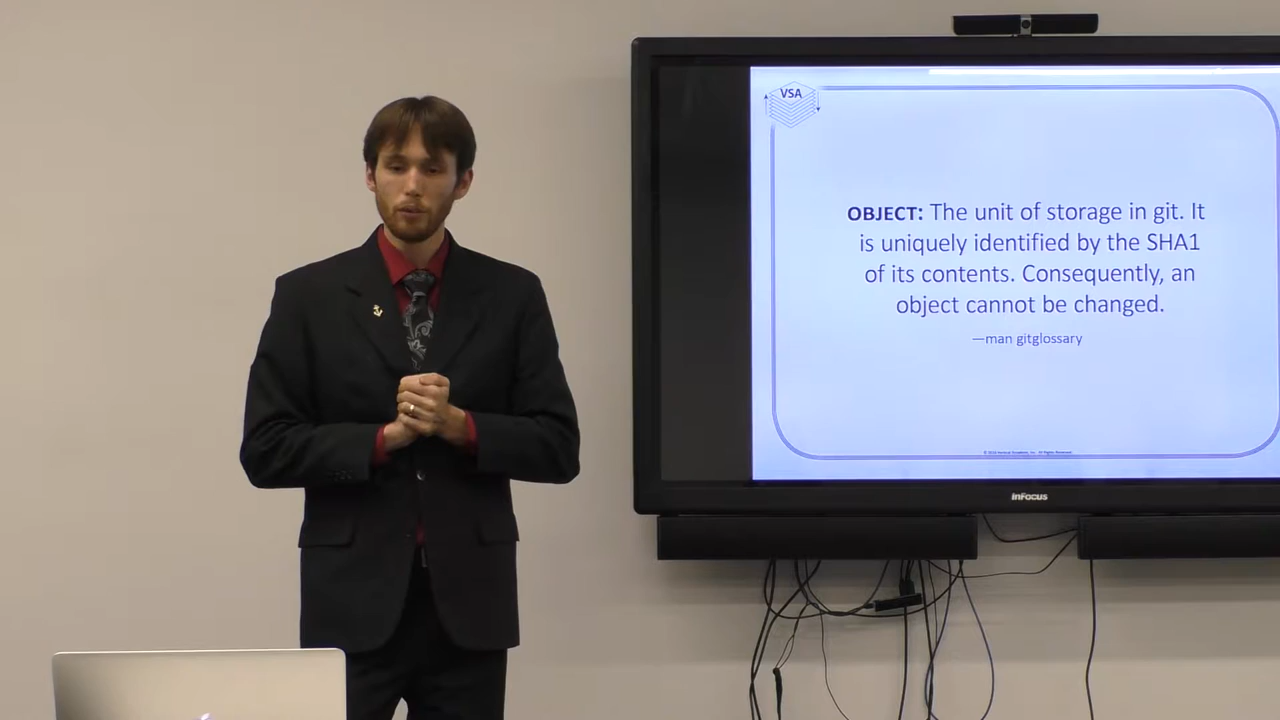 VSA
OBJECT: The unit of storage in git. It
is uniquely identified by the SHA1
of its contents. Consequently, an
object cannot be changed.
—man gitglossary
InFocus